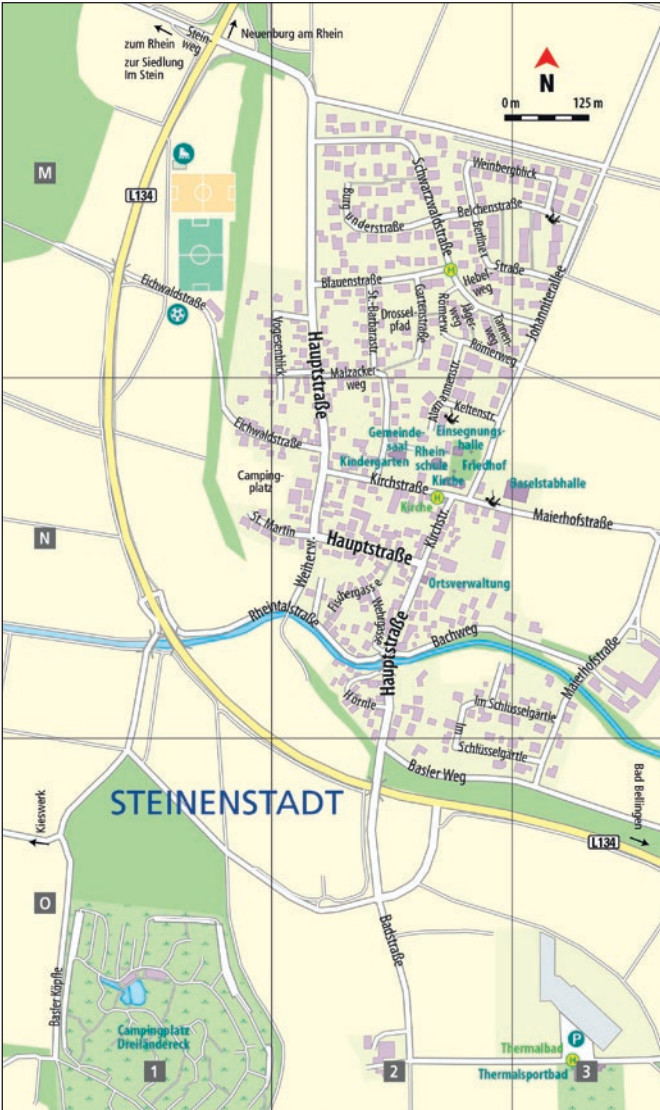 Neuenburg am Rhein
zum Rhein
zur Siedlung
Im Stein
Stein-
weg
N
0 m 125 m
M
L134
Weinbergblick
Schwarzwaldstraße
Belchenstraße
Burg
understraße
Berliner
Straße
H
Hebel-
weg
Blauenstraße
Eichwaldstraße
St.-Barbarastr.
Drossel-
pfad
Gartenstraße
Römerw.
Jäger-
weg
Tannen-
weg
Johanniterallee
Vogesenblick
Hauptstraße
Römerweg
Malzacker-
weg
Alemannenstr.
Keltenstr.
Eichwaldstraße
Gemeinde-
saal
Einsegnungs-
halle
Kindergarten
Rhein-
schule
Friedhof
Kirche
Camping-
platz
Kirchstraße
H
Kirche
Baselstabhalle
Maierhofstraße
N
St. Martin
Hauptstraße
Kirchstr.
Weiherw.
Fischergasse
Wehrgasse
Ortsverwaltung
Rheintalstraße
Hauptstraße
Bachweg
Maierhofstraße
Hörnle
Im Schlüsselgärtle
Im
Schlüsselgärtle
Basler Weg
STEINENSTADT
Kieswerk
Bad Bellingen
L134
O
Badstraße
Basler Köpfle
Campingplatz
Dreiländereck
P
Thermalbad
H
Thermalsportbad
1
2
3